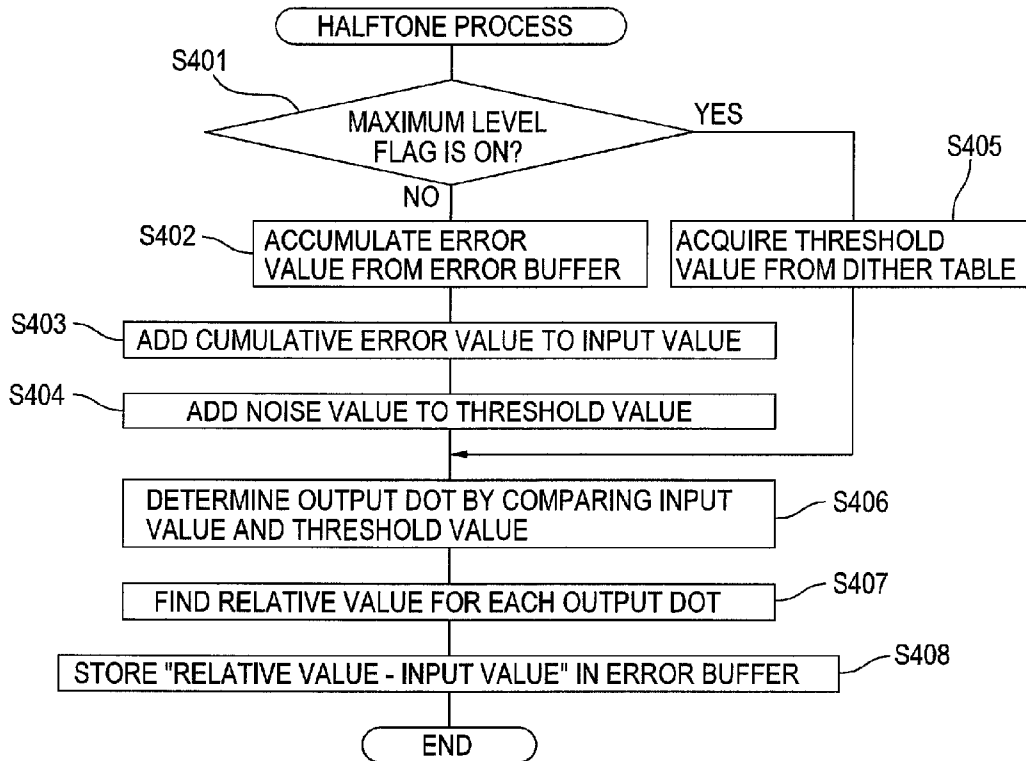 HALFTONE PROCESS
S401
MAXIMUM LEVEL
FLAG IS ON?
YES
NO
S405
S402
ACCUMULATE ERROR
VALUE FROM ERROR BUFFER
ACQUIRE THRESHOLD
VALUE FROM DITHER TABLE
S403
ADD CUMULATIVE ERROR VALUE TO INPUT VALUE
S404
ADD NOISE VALUE TO THRESHOLD VALUE
DETERMINE OUTPUT DOT BY COMPARING INPUT
VALUE AND THRESHOLD VALUE
S406
FIND RELATIVE VALUE FOR EACH OUTPUT DOT
S407
STORE "RELATIVE VALUE - INPUT VALUE" IN ERROR BUFFER
S408
END